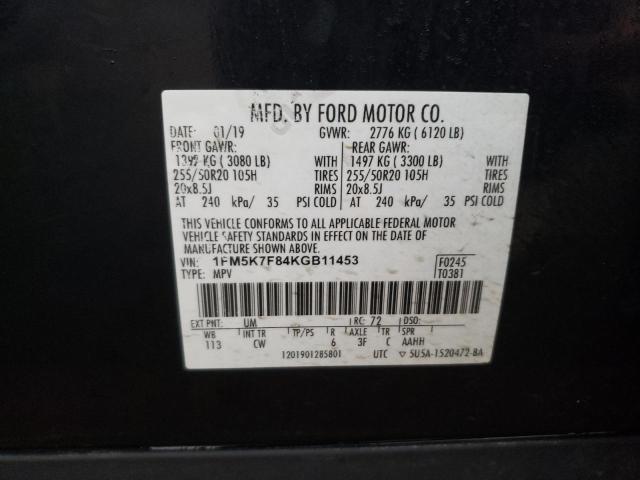 MFD. BY FORD MOTOR CO.
DATE: 01/19 GVWR: 2776 KG ( 6120 LB)
FRONT GAWR: REAR GAWR:
KG ( 3080 LB) WITH 1497 KG ( 3300 LB) WITH
255/50R20 105H TIRES 255/50R20 105H TIRES
20x8.5J RIMS 20x8.5J RIMS
AT 240 kPa/ 35 PSI COLD AT 240 kPa/ 35 PSI COLD
THIS VEHICLE CONFORMS TO ALL APPLICABLE FEDERAL MOTOR
VEHICLE SAFETY STANDARDS IN EFFECT ON THE DATE OF
MANUFACTURE SHOWN ABOVE.
VIN: 1FM5K7F84KGB11453 F0245
TYPE: MPV T0381
EXT PNT: UM RC: 72 DSO:
WB INT TR TP/PS R AXLE TR SPR
113 CW 6 3F C AAHH
1201901285801 UTC ▽ 5U5A-1520472-BA